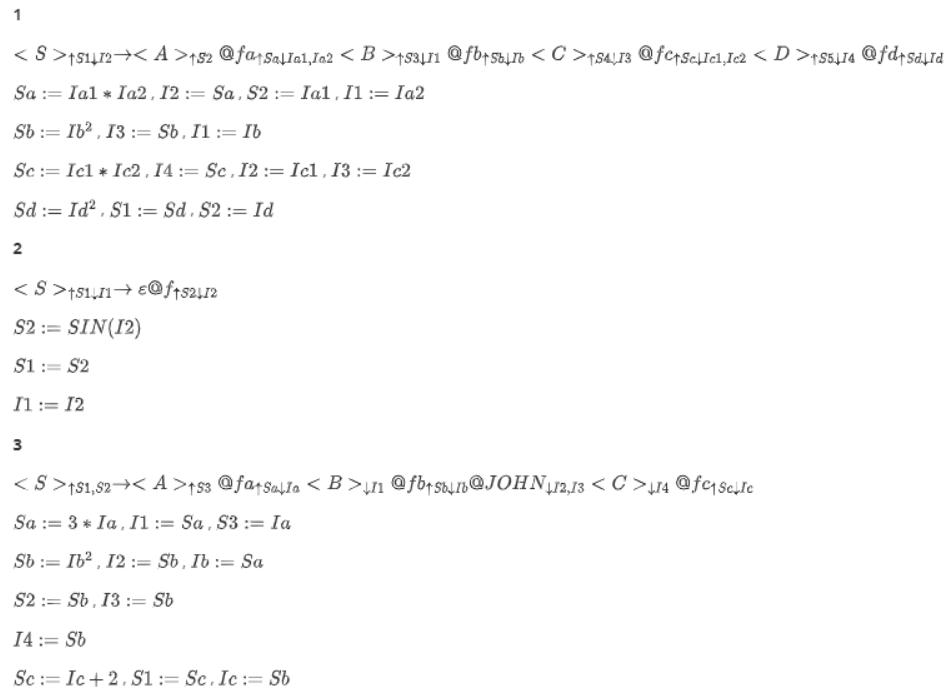 1
< S >↑S1↓I2→< A >↑S2 @fa↑Sa↓Ia1,Ia2 < B >↑S3↓I1 @fb↑Sb↓Ib < C >↑S4↓I3 @fc↑Sc↓Ic1,Ic2 < D >↑S5↓I4 @fd↑Sd↓Id
Sa := Ia1 * Ia2 , I2 := Sa , S2 := Ia1 , I1 := Ia2
Sb := Ib² , I3 := Sb , I1 := Ib
Sc := Ic1 * Ic2 , I4 := Sc , I2 := Ic1 , I3 := Ic2
Sd := Id² , S1 := Sd , S2 := Id
2
< S >↑S1↓I1→ ε@f↑S2↓I2
S2 := SIN(I2)
S1 := S2
I1 := I2
3
< S >↑S1,S2→< A >↑S3 @fa↑Sa↓Ia < B >↓I1 @fb↑Sb↓Ib@JOHN↓I2,I3 < C >↓I4 @fc↑Sc↓Ic
Sa := 3 * Ia , I1 := Sa , S3 := Ia
Sb := Ib² , I2 := Sb , Ib := Sa
S2 := Sb , I3 := Sb
I4 := Sb
Sc := Ic + 2 , S1 := Sc , Ic := Sb